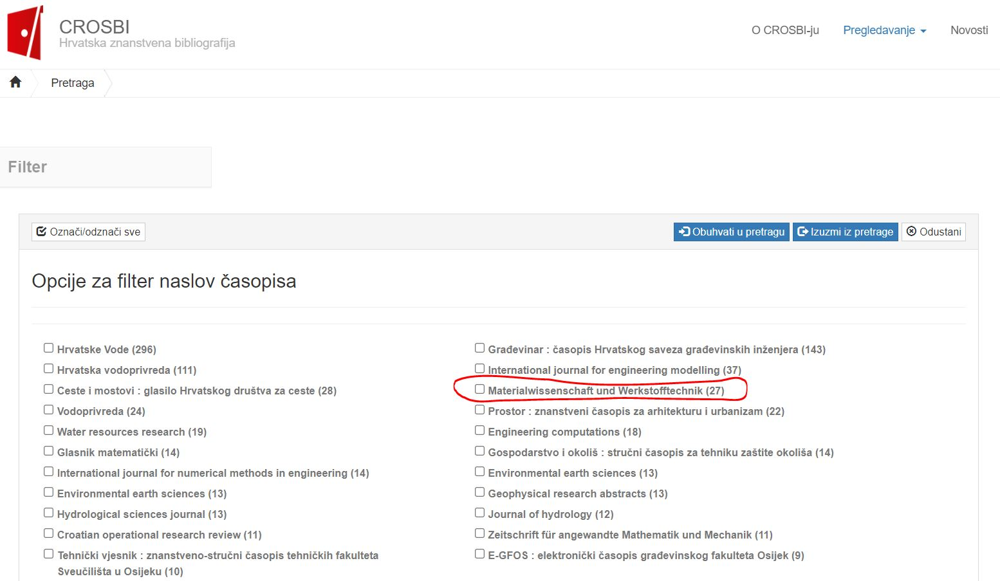 CROSBI
Hrvatska znanstvena bibliografija
O CROSBI-ju
Pregledavanje
Novosti
Pretraga
Filter
Označi/odznači sve
Obuhvati u pretragu
Izuzmi iz pretrage
Odustani
Opcije za filter naslov časopisa
Hrvatske Vode (296)
Građevinar : časopis Hrvatskog saveza građevinskih inženjera (143)
Hrvatska vodoprivreda (111)
International journal for engineering modelling (37)
Ceste i mostovi : glasilo Hrvatskog društva za ceste (28)
Materialwissenschaft und Werkstofftechnik (27)
Vodoprivreda (24)
Prostor : znanstveni časopis za arhitekturu i urbanizam (22)
Water resources research (19)
Engineering computations (18)
Glasnik matematički (14)
Gospodarstvo i okoliš : stručni časopis za tehniku zaštite okoliša (14)
International journal for numerical methods in engineering (14)
Environmental earth sciences (13)
Environmental earth sciences (13)
Geophysical research abstracts (13)
Hydrological sciences journal (13)
Journal of hydrology (12)
Croatian operational research review (11)
Zeitschrift für angewandte Mathematik und Mechanik (11)
Tehnički vjesnik : znanstveno-stručni časopis tehničkih fakulteta
Sveučilišta u Osijeku (10)
E-GFOS : elektronički časopis građevinskog fakulteta Osijek (9)